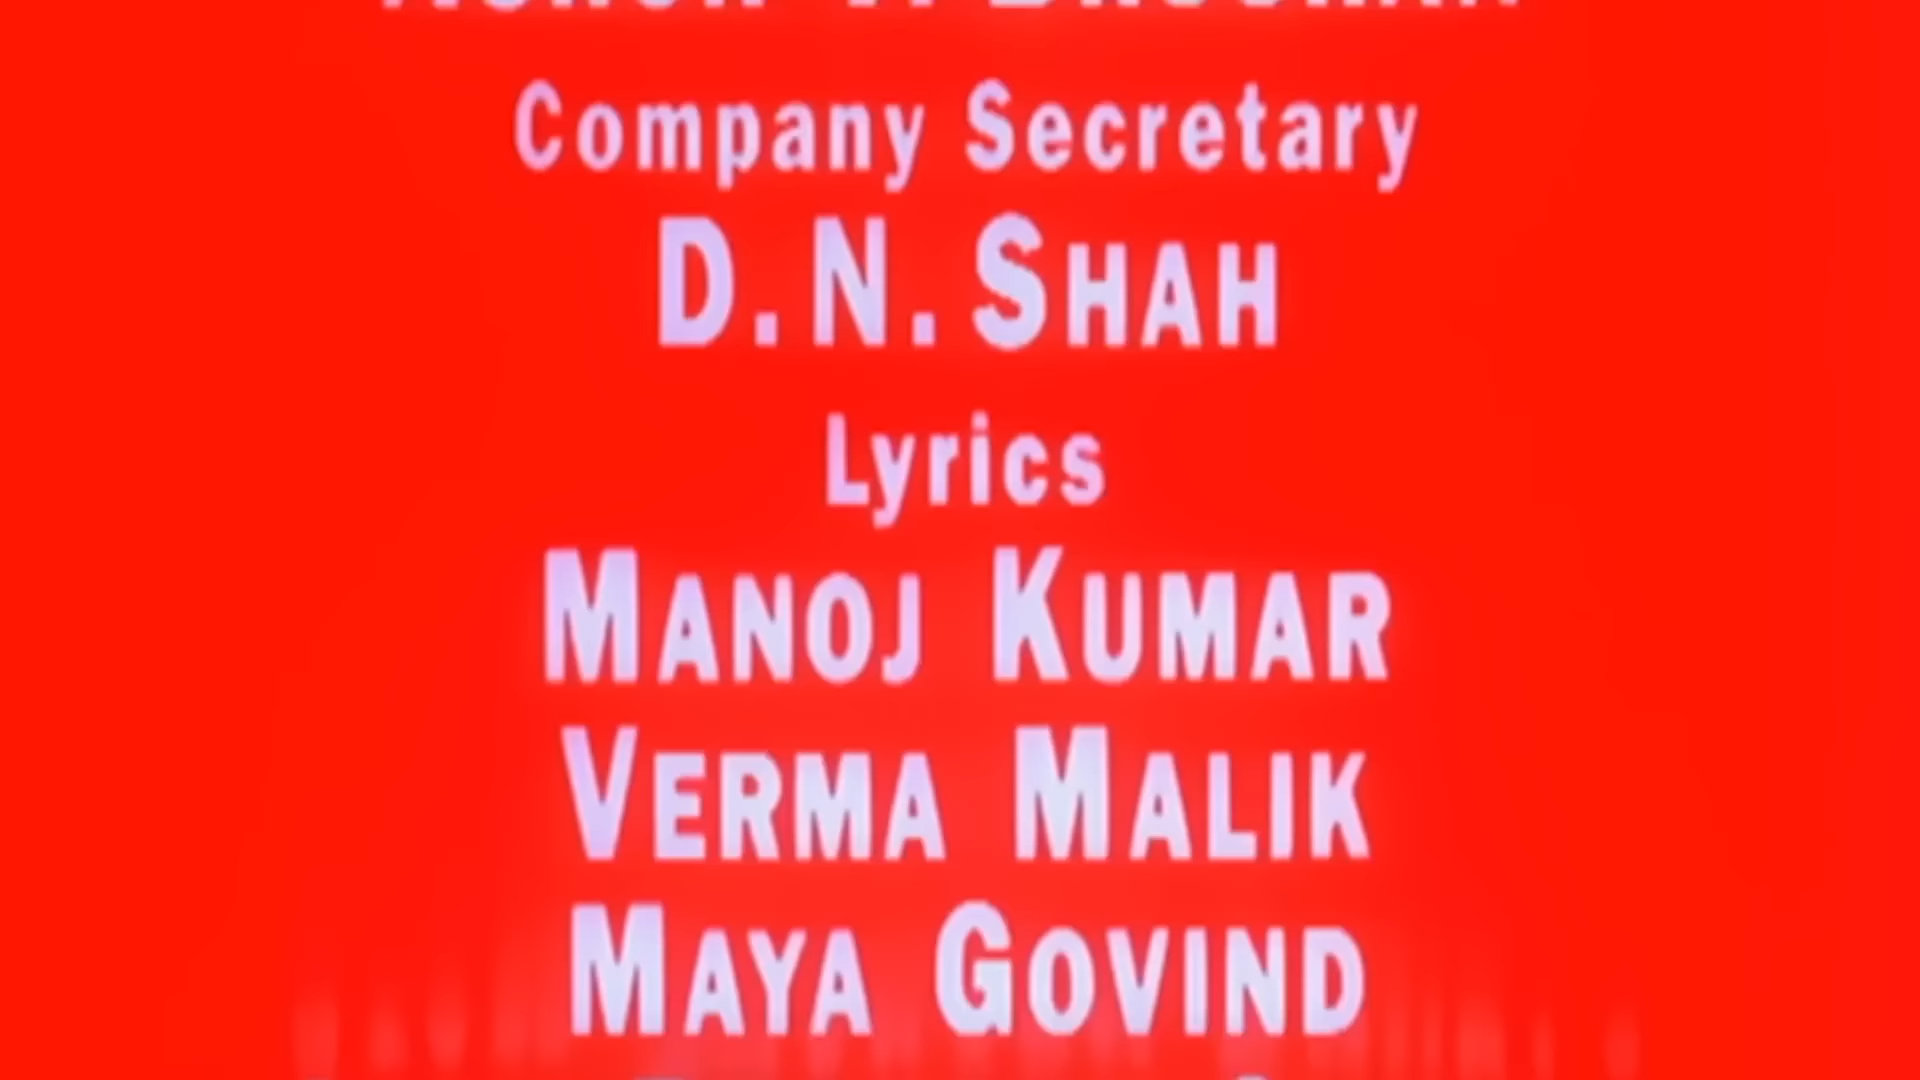 Company Secretary
D. N. SHAH
Lyrics
MANOJ KUMAR
VERMA MALIK
MAYA GOVIND